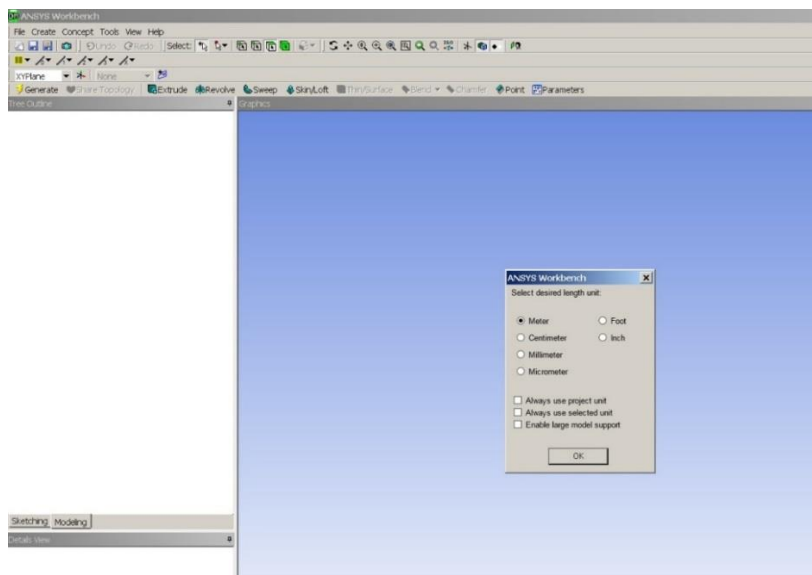 ANSYS Workbench
File Create Concept Tools View Help
Undo Redo Select:
XYPlane None
Generate Share Topology Extrude Revolve Sweep Skin/Loft Thin/Surface Blend Chamfer Point Parameters
Tree Outline Graphics
ANSYS Workbench
Select desired length unit:
Meter Foot
Centimeter Inch
Millimeter
Micrometer
Always use project unit
Always use selected unit
Enable large model support
OK
Sketching Modeling
Details View